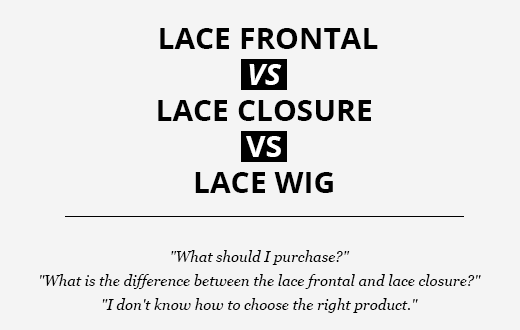 LACE FRONTAL
VS
LACE CLOSURE
VS
LACE WIG
"What should I purchase?"
"What is the difference between the lace frontal and lace closure?"
"I don't know how to choose the right product."